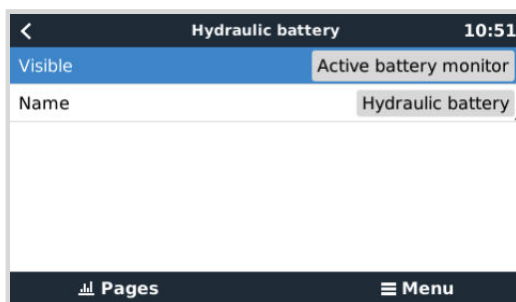 Hydraulic battery 10:51
Visible Active battery monitor
Name Hydraulic battery
Pages Menu